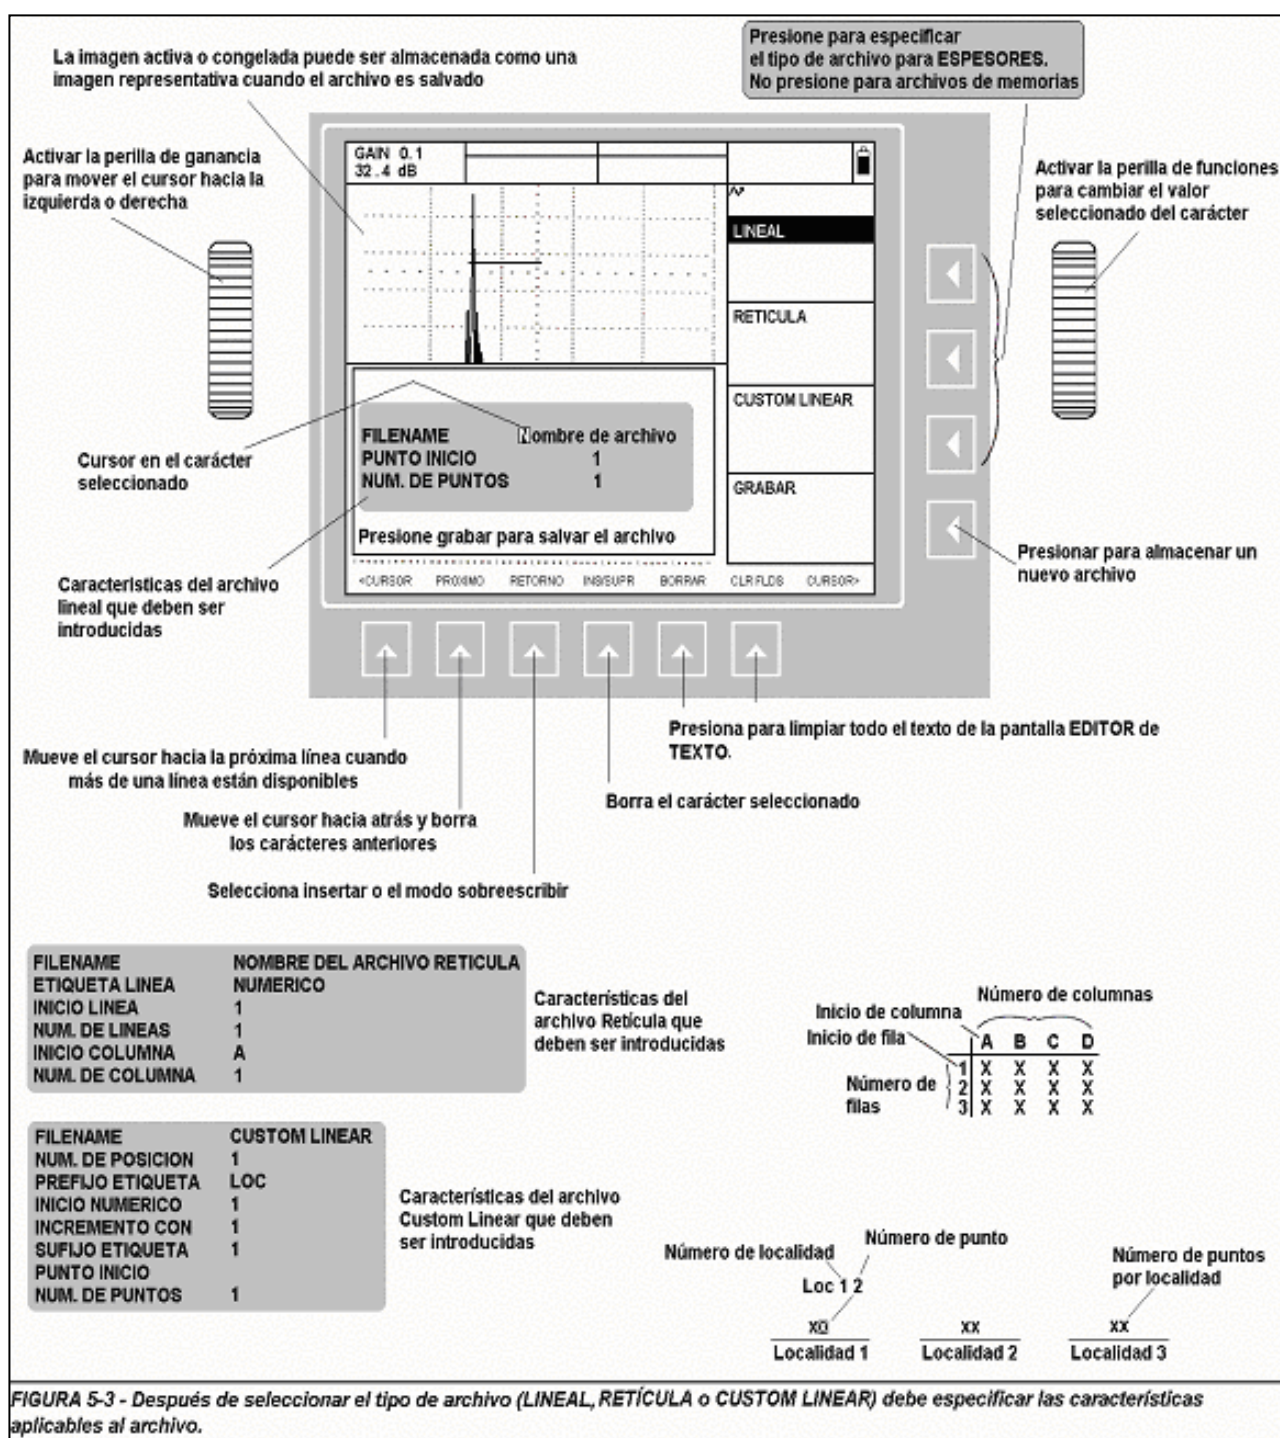 La imagen activa o congelada puede ser almacenada como una
imagen representativa cuando el archivo es salvado
Presione para especificar
el tipo de archivo para ESPESORES.
No presione para archivos de memorias
Activar la perilla de ganancia
para mover el cursor hacia la
izquierda o derecha
Activar la perilla de funciones
para cambiar el valor
seleccionado del carácter
GAIN 0.1
32.4 dB
LINEAL
RETICULA
CUSTOM LINEAR
GRABAR
FILENAME Nombre de archivo
PUNTO INICIO 1
NUM. DE PUNTOS 1
Presione grabar para salvar el archivo
<CURSOR PROXIMO RETORNO INS/SUPR BORRAR CLR FLDS CURSOR>
Cursor en el carácter
seleccionado
Caracteristicas del archivo
lineal que deben ser
introducidas
Presionar para almacenar un
nuevo archivo
Presiona para limpiar todo el texto de la pantalla EDITOR de
TEXTO.
Mueve el cursor hacia la próxima línea cuando
más de una línea están disponibles
Borra el carácter seleccionado
Mueve el cursor hacia atrás y borra
los carácteres anteriores
Selecciona insertar o el modo sobreescribir
FILENAME NOMBRE DEL ARCHIVO RETICULA
ETIQUETA LINEA NUMERICO
INICIO LINEA 1
NUM. DE LINEAS 1
INICIO COLUMNA A
NUM. DE COLUMNA 1
Características del
archivo Retícula que
deben ser introducidas
Número de columnas
Inicio de columna
Inicio de fila
Número de
filas
A B C D
1 X X X X
2 X X X X
3 X X X X
FILENAME CUSTOM LINEAR
NUM. DE POSICION 1
PREFIJO ETIQUETA LOC
INICIO NUMERICO 1
INCREMENTO CON 1
SUFIJO ETIQUETA 1
PUNTO INICIO
NUM. DE PUNTOS 1
Características del archivo
Custom Linear que deben
ser introducidas
Número de localidad
Número de punto
Loc 1 2
Número de puntos
por localidad
xx xx xx
Localidad 1 Localidad 2 Localidad 3
FIGURA 5-3 - Después de seleccionar el tipo de archivo (LINEAL, RETÍCULA o CUSTOM LINEAR) debe especificar las características
aplicables al archivo.